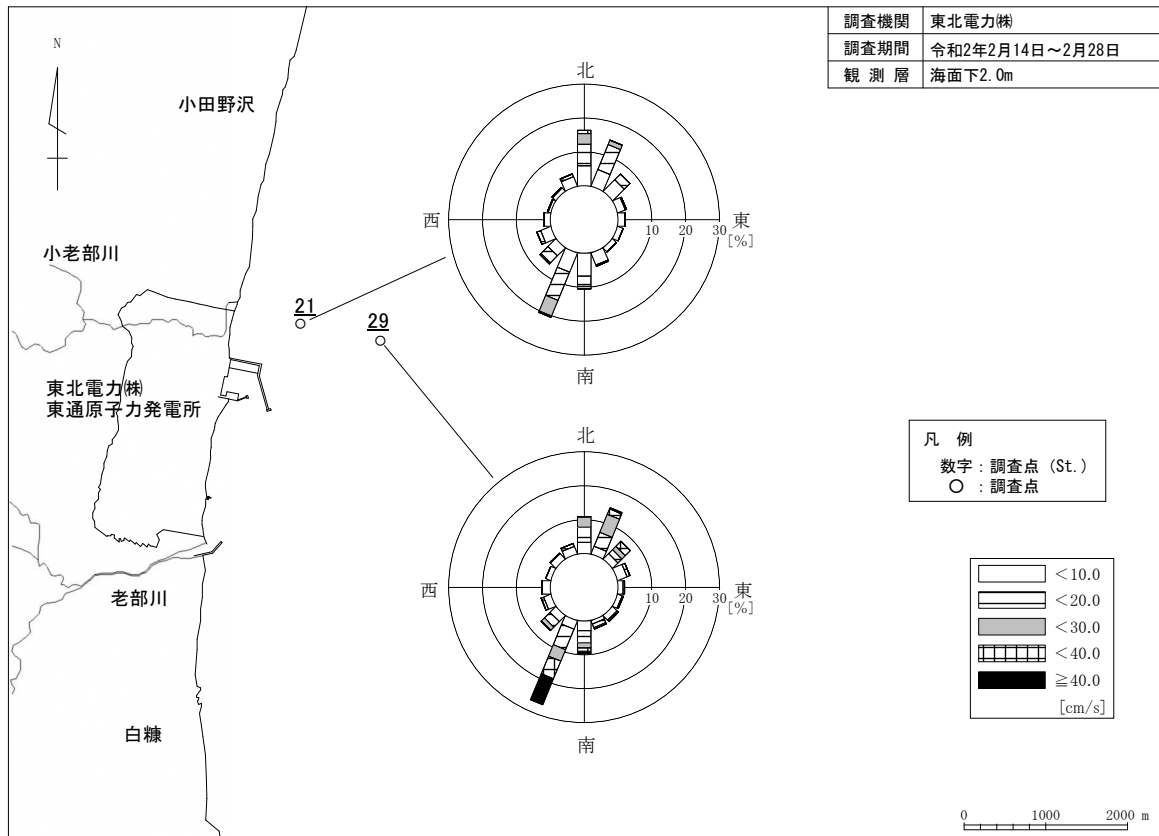 調査機関 東北電力㈱
調査期間 令和2年2月14日～2月28日
観測層 海面下2.0m
N
小田野沢
北
西
東
10 20 30
[%]
南
小老部川
21
29
東北電力㈱
東通原子力発電所
北
西
東
10 20 30
[%]
南
凡 例
数字：調査点 (St.)
○ ：調査点
老部川
＜10.0
＜20.0
＜30.0
＜40.0
≧40.0
[cm/s]
白糠
0 1000 2000 m